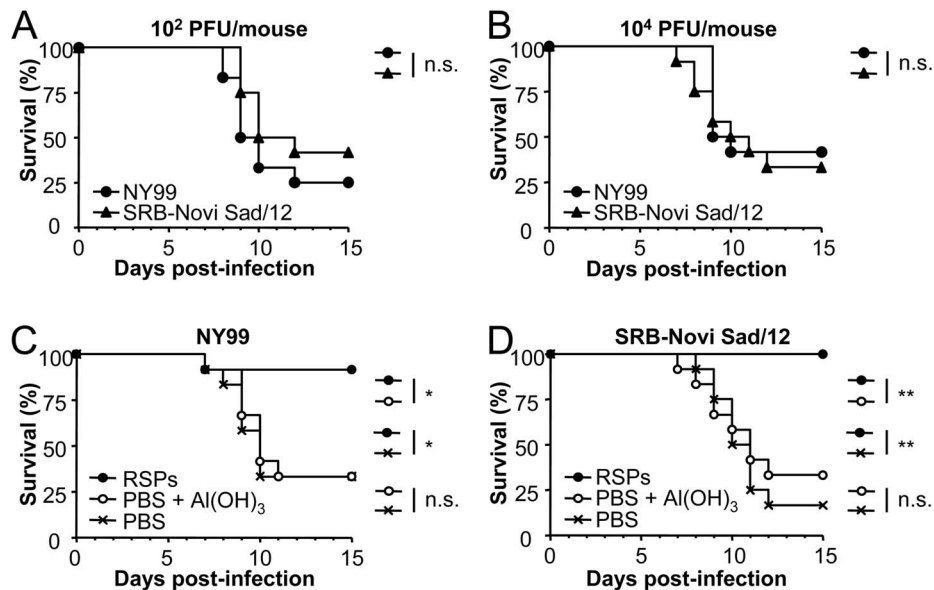 A
10² PFU/mouse
Survival (%)
100
75
50
25
0
0 5 10 15
Days post-infection
NY99
SRB-Novi Sad/12
n.s.
B
10⁴ PFU/mouse
Survival (%)
100
75
50
25
0
0 5 10 15
Days post-infection
NY99
SRB-Novi Sad/12
n.s.
C
NY99
Survival (%)
100
75
50
25
0
0 5 10 15
Days post-infection
RSPs
PBS + Al(OH)₃
PBS
*
*
n.s.
D
SRB-Novi Sad/12
Survival (%)
100
75
50
25
0
0 5 10 15
Days post-infection
RSPs
PBS + Al(OH)₃
PBS
**
**
n.s.